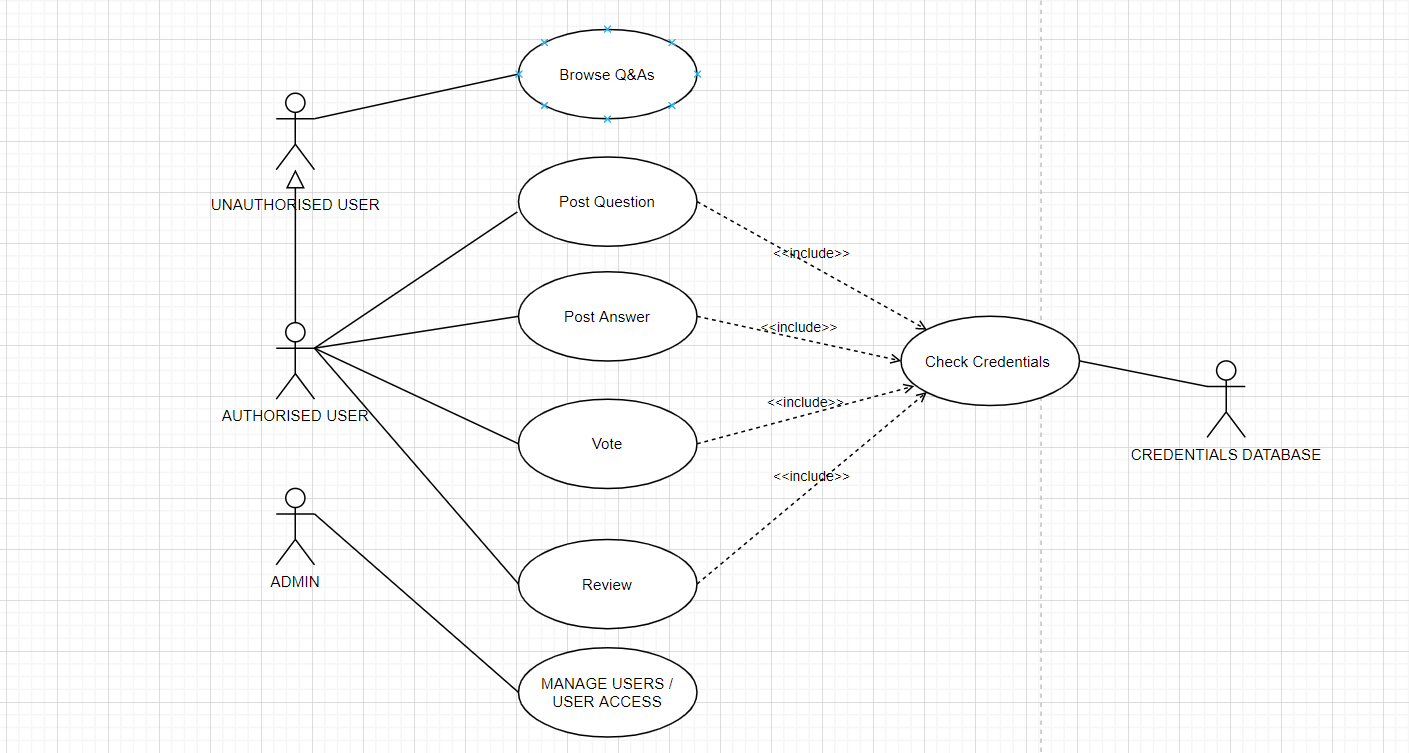 Browse Q&As
UNAUTHORISED USER
Post Question
<<include>>
Post Answer
<<include>>
Check Credentials
AUTHORISED USER
<<include>>
Vote
CREDENTIALS DATABASE
<<include>>
ADMIN
Review
MANAGE USERS /
USER ACCESS